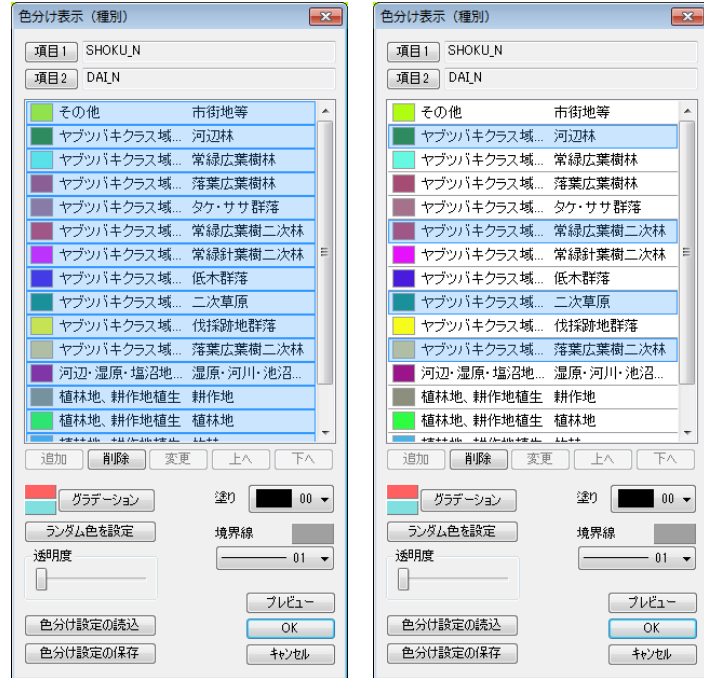 色分け表示（種別）
項目1 SHOKU_N
項目2 DAI_N
その他 市街地等
ヤブツバキクラス域... 河辺林
ヤブツバキクラス域... 常緑広葉樹林
ヤブツバキクラス域... 落葉広葉樹林
ヤブツバキクラス域... タケ・ササ群落
ヤブツバキクラス域... 常緑広葉樹二次林
ヤブツバキクラス域... 常緑針葉樹二次林
ヤブツバキクラス域... 低木群落
ヤブツバキクラス域... 二次草原
ヤブツバキクラス域... 伐採跡地群落
ヤブツバキクラス域... 落葉広葉樹二次林
河辺・湿原・塩沼地... 湿原・河川・池沼...
植林地、耕作地植生 耕作地
植林地、耕作地植生 植林地
追加 削除 変更 上へ 下へ
グラデーション 塗り 00
ランダム色を設定 境界線
透明度 01
プレビュー
色分け設定の読込 OK
色分け設定の保存 キャンセル
色分け表示（種別）
項目1 SHOKU_N
項目2 DAI_N
その他 市街地等
ヤブツバキクラス域... 河辺林
ヤブツバキクラス域... 常緑広葉樹林
ヤブツバキクラス域... 落葉広葉樹林
ヤブツバキクラス域... タケ・ササ群落
ヤブツバキクラス域... 常緑広葉樹二次林
ヤブツバキクラス域... 常緑針葉樹二次林
ヤブツバキクラス域... 低木群落
ヤブツバキクラス域... 二次草原
ヤブツバキクラス域... 伐採跡地群落
ヤブツバキクラス域... 落葉広葉樹二次林
河辺・湿原・塩沼地... 湿原・河川・池沼...
植林地、耕作地植生 耕作地
植林地、耕作地植生 植林地
追加 削除 変更 上へ 下へ
グラデーション 塗り 00
ランダム色を設定 境界線
透明度 01
プレビュー
色分け設定の読込 OK
色分け設定の保存 キャンセル